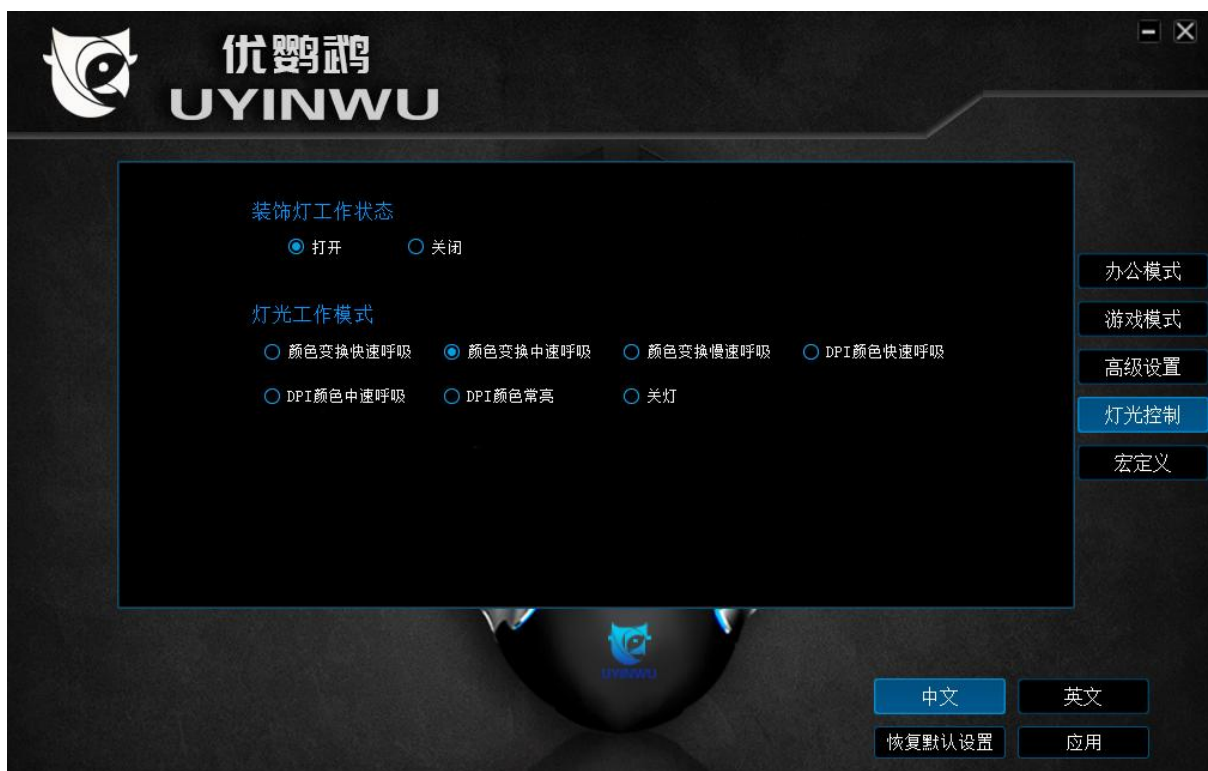 优鹦鹉
UYINWU
装饰灯工作状态
打开 关闭
灯光工作模式
颜色变换快速呼吸 颜色变换中速呼吸 颜色变换慢速呼吸 DPI颜色快速呼吸
DPI颜色中速呼吸 DPI颜色常亮 关灯
办公模式
游戏模式
高级设置
灯光控制
宏定义
UYINWU
中文 英文
恢复默认设置 应用